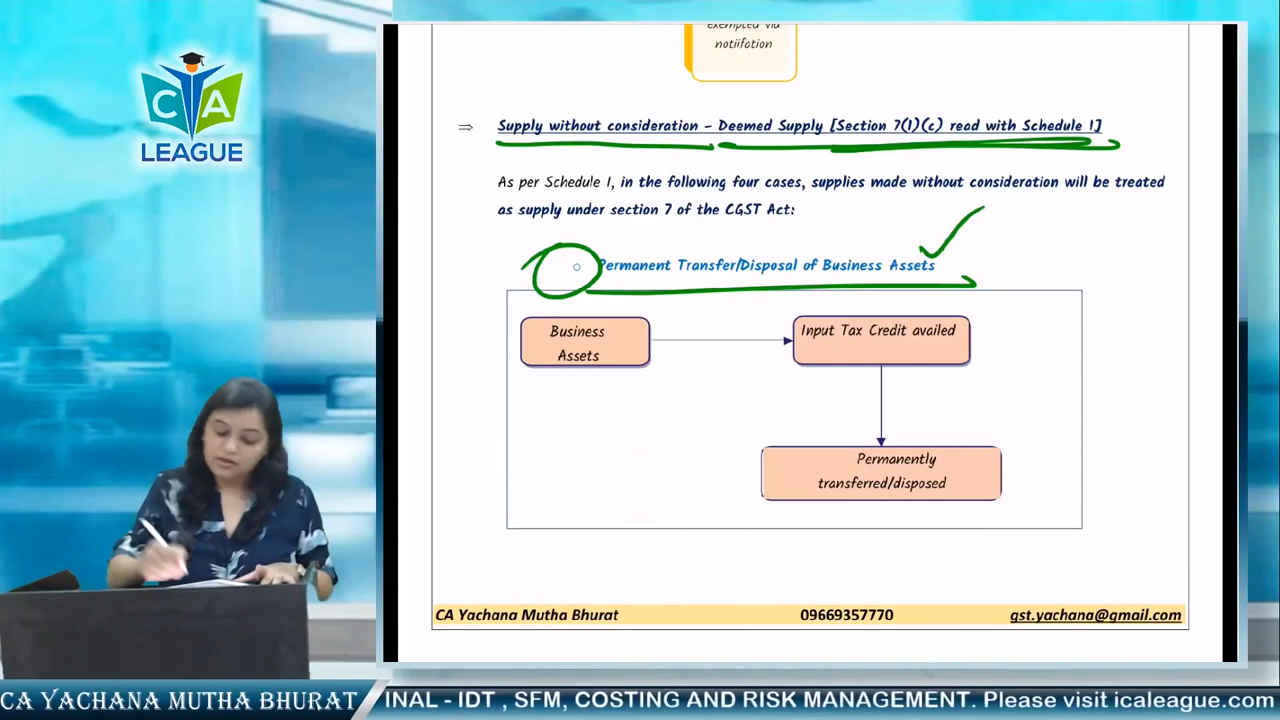 exempted via
notiifation
⇒ Supply without consideration – Deemed Supply [Section 7(1)(c) read with Schedule 1]
As per Schedule 1, in the following four cases, supplies made without consideration will be treated
as supply under section 7 of the CGST Act:
○ Permanent Transfer/Disposal of Business Assets
Business
Assets
Input Tax Credit availed
Permanently
transferred/disposed
CA Yachana Mutha Bhurat 09669357770 gst.yachana@gmail.com
C A
LEAGUE
CA YACHANA MUTHA BHURAT
INAL - IDT , SFM, COSTING AND RISK MANAGEMENT. Please visit icaleague.com